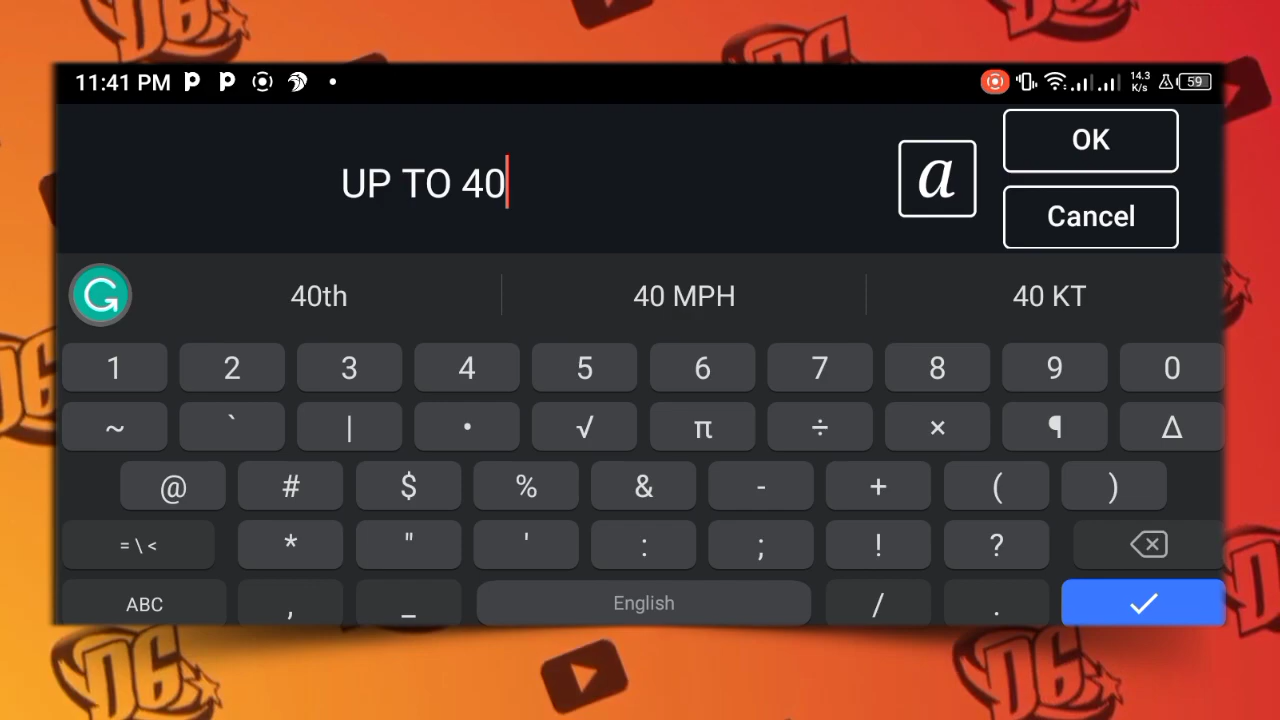 11:41 PM
14.3
K/s
59
UP TO 40
a
OK
Cancel
G
40th
40 MPH
40 KT
1 2 3 4 5 6 7 8 9 0
~ ` | • √ π ÷ × ¶ Δ
@ # $ % & - + ( )
= \ < * " ' : ; ! ?
ABC , _ English / .